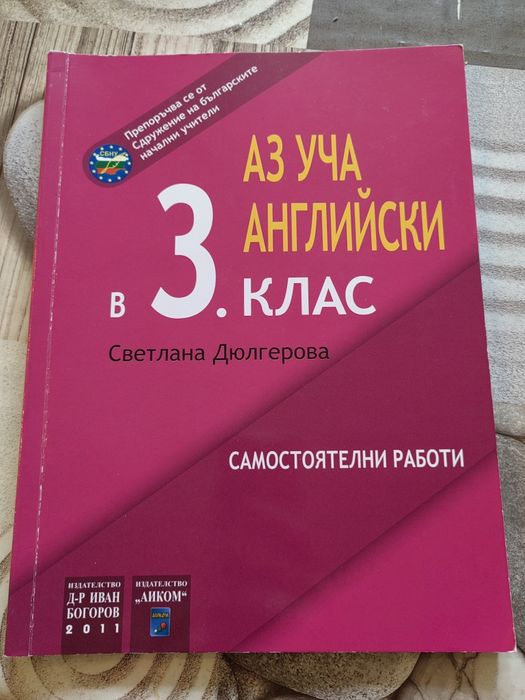 Препоръчва се от
Сдружение на българските
начални учители
СБНУ
АЗ УЧА
АНГЛИЙСКИ
В 3. КЛАС
Светлана Дюлгерова
САМОСТОЯТЕЛНИ РАБОТИ
ИЗДАТЕЛСТВО
Д-Р ИВАН
БОГОРОВ
2011
ИЗДАТЕЛСТВО
„АИКОМ“